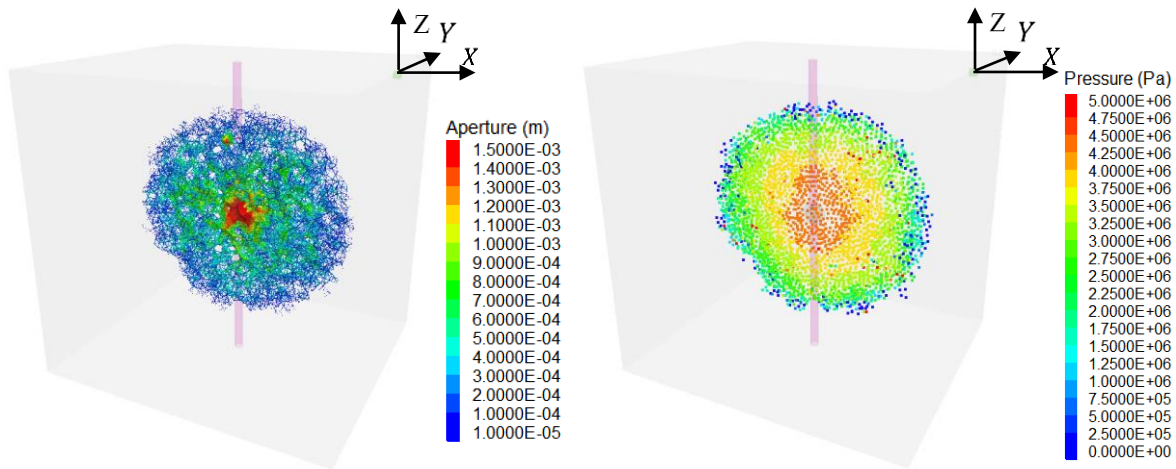 Z Y
X
Aperture (m)
1.5000E-03
1.4000E-03
1.3000E-03
1.2000E-03
1.1000E-03
1.0000E-03
9.0000E-04
8.0000E-04
7.0000E-04
6.0000E-04
5.0000E-04
4.0000E-04
3.0000E-04
2.0000E-04
1.0000E-04
1.0000E-05
Z Y
X
Pressure (Pa)
5.0000E+06
4.7500E+06
4.5000E+06
4.2500E+06
4.0000E+06
3.7500E+06
3.5000E+06
3.2500E+06
3.0000E+06
2.7500E+06
2.5000E+06
2.2500E+06
2.0000E+06
1.7500E+06
1.5000E+06
1.2500E+06
1.0000E+06
7.5000E+05
5.0000E+05
2.5000E+05
0.0000E+00